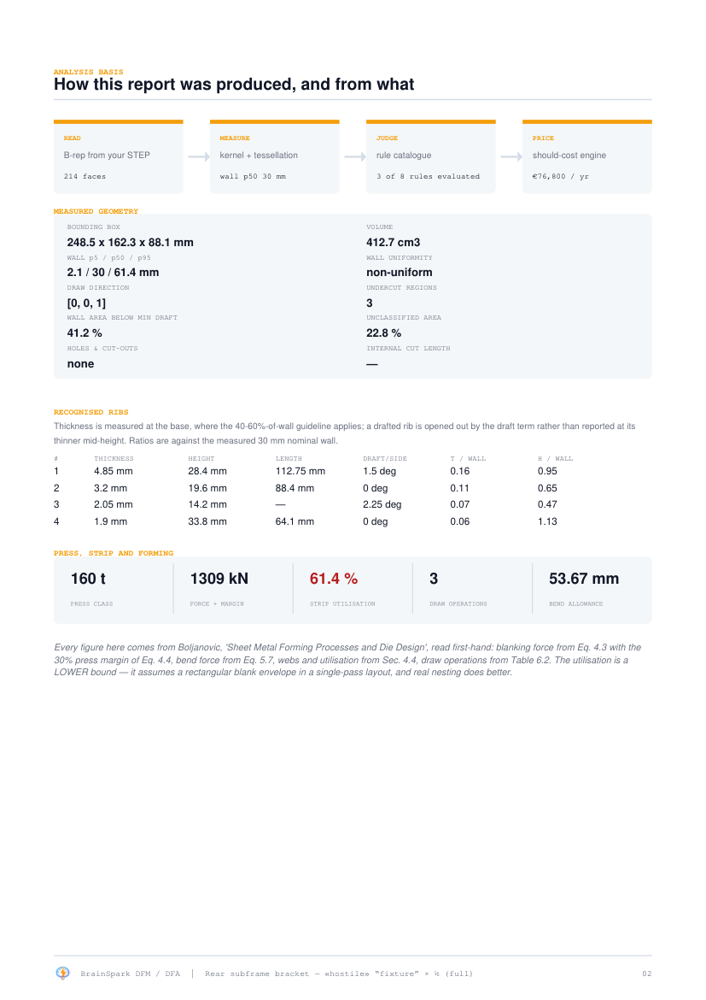 ANALYSIS BASIS
How this report was produced, and from what
READ
B-rep from your STEP
214 faces
MEASURE
kernel + tessellation
wall p50 30 mm
JUDGE
rule catalogue
3 of 8 rules evaluated
PRICE
should-cost engine
€76,800 / yr
MEASURED GEOMETRY
BOUNDING BOX VOLUME
248.5 x 162.3 x 88.1 mm 412.7 cm3
WALL p5 / p50 / p95 WALL UNIFORMITY
2.1 / 30 / 61.4 mm non-uniform
DRAW DIRECTION UNDERCUT REGIONS
[0, 0, 1] 3
WALL AREA BELOW MIN DRAFT UNCLASSIFIED AREA
41.2 % 22.8 %
HOLES & CUT-OUTS INTERNAL CUT LENGTH
none —
RECOGNISED RIBS
Thickness is measured at the base, where the 40-60%-of-wall guideline applies; a drafted rib is opened out by the draft term rather than reported at its
thinner mid-height. Ratios are against the measured 30 mm nominal wall.
# THICKNESS HEIGHT LENGTH DRAFT/SIDE T / WALL H / WALL
1 4.85 mm 28.4 mm 112.75 mm 1.5 deg 0.16 0.95
2 3.2 mm 19.6 mm 88.4 mm 0 deg 0.11 0.65
3 2.05 mm 14.2 mm — 2.25 deg 0.07 0.47
4 1.9 mm 33.8 mm 64.1 mm 0 deg 0.06 1.13
PRESS, STRIP AND FORMING
160 t 1309 kN 61.4 % 3 53.67 mm
PRESS CLASS FORCE + MARGIN STRIP UTILISATION DRAW OPERATIONS BEND ALLOWANCE
Every figure here comes from Boljanovic, 'Sheet Metal Forming Processes and Die Design', read first-hand: blanking force from Eq. 4.3 with the
30% press margin of Eq. 4.4, bend force from Eq. 5.7, webs and utilisation from Sec. 4.4, draw operations from Table 6.2. The utilisation is a
LOWER bound — it assumes a rectangular blank envelope in a single-pass layout, and real nesting does better.
BrainSpark DFM / DFA | Rear subframe bracket — «hostile» “fixture” × ½ (full) 02